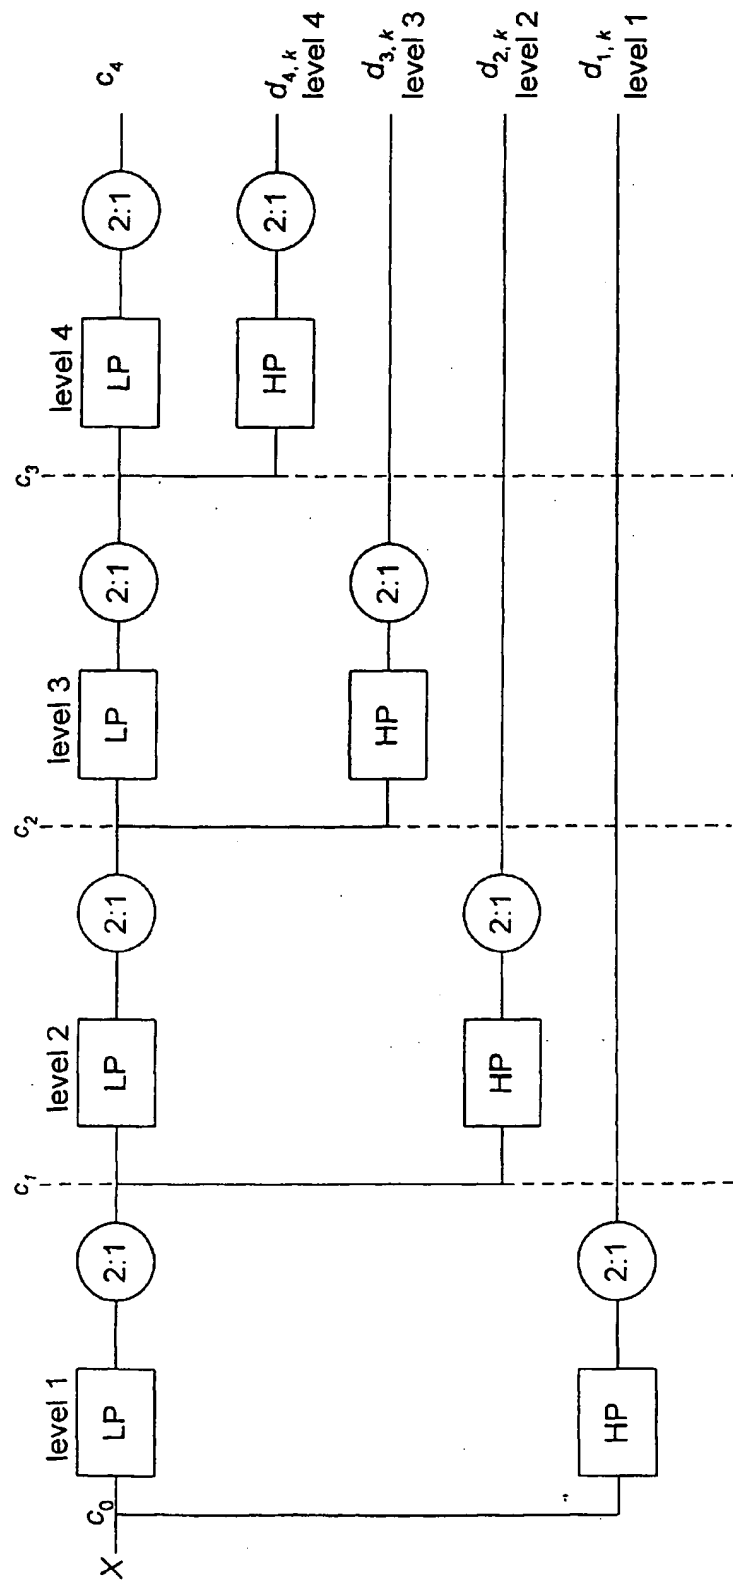 level 1
level 2
level 3
level 4
c0
c1
c2
c3
X
LP
2:1
LP
2:1
LP
2:1
LP
2:1
c4
HP
2:1
d4, k
level 4
HP
2:1
d3, k
level 3
HP
2:1
d2, k
level 2
HP
2:1
d1, k
level 1